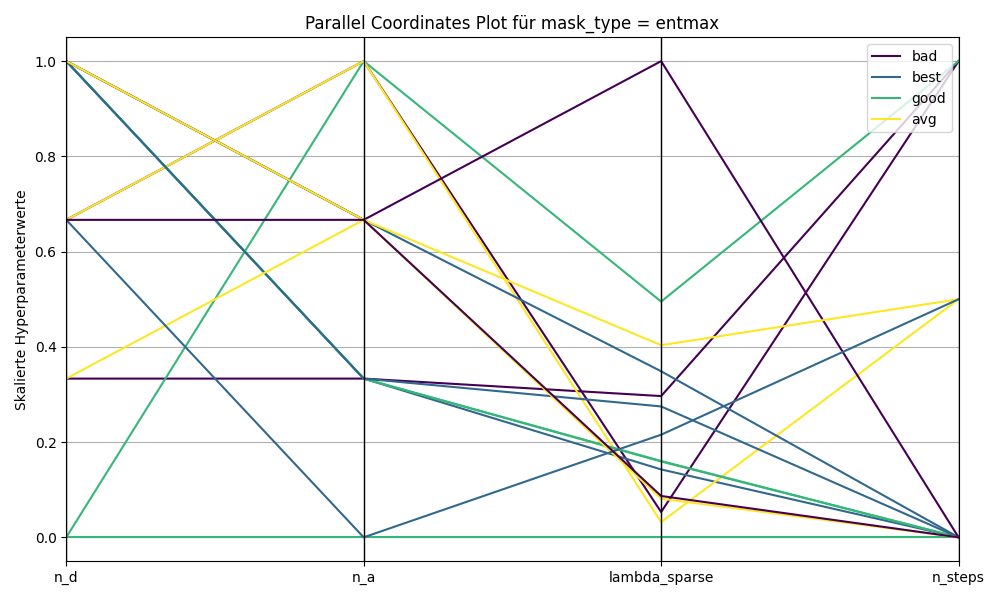 Parallel Coordinates Plot für mask_type = entmax
1.0
0.8
0.6
0.4
0.2
0.0
Skalierte Hyperparameterwerte
bad
best
good
avg
n_d
n_a
lambda_sparse
n_steps